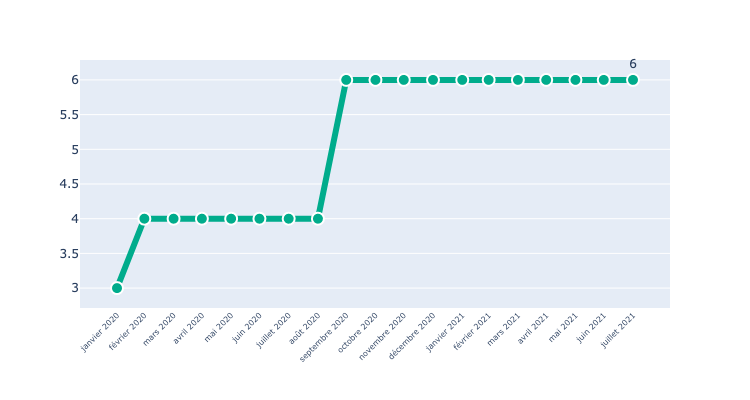 6
6
5.5
5
4.5
4
3.5
3
janvier 2020
février 2020
mars 2020
avril 2020
mai 2020
juin 2020
juillet 2020
août 2020
septembre 2020
octobre 2020
novembre 2020
décembre 2020
janvier 2021
février 2021
mars 2021
avril 2021
mai 2021
juin 2021
juillet 2021